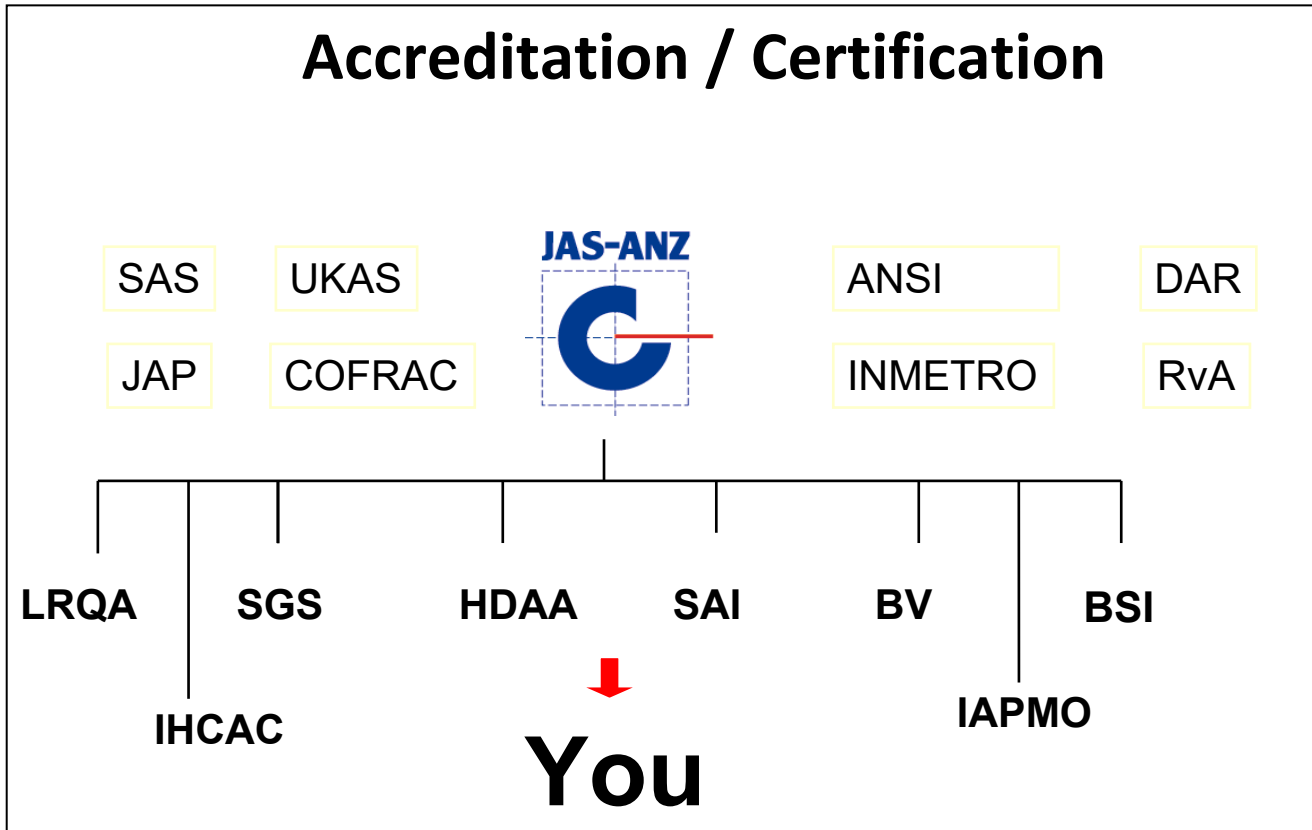 Accreditation / Certification
JAS-ANZ
SAS UKAS ANSI DAR
JAP COFRAC INMETRO RvA
LRQA SGS HDAA SAI BV BSI
IHCAC IAPMO
You